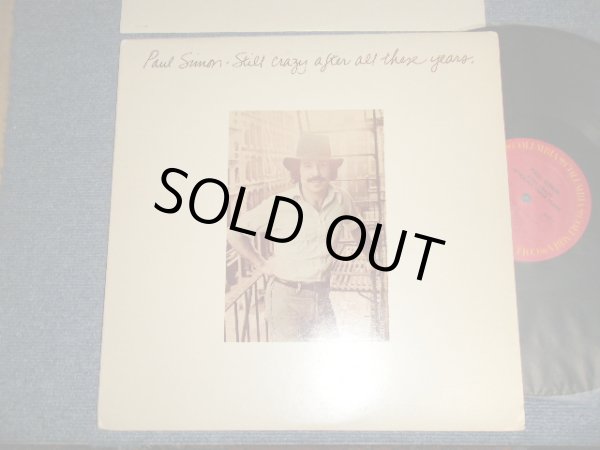 Paul Simon · Still crazy after all these years.
SOLD OUT